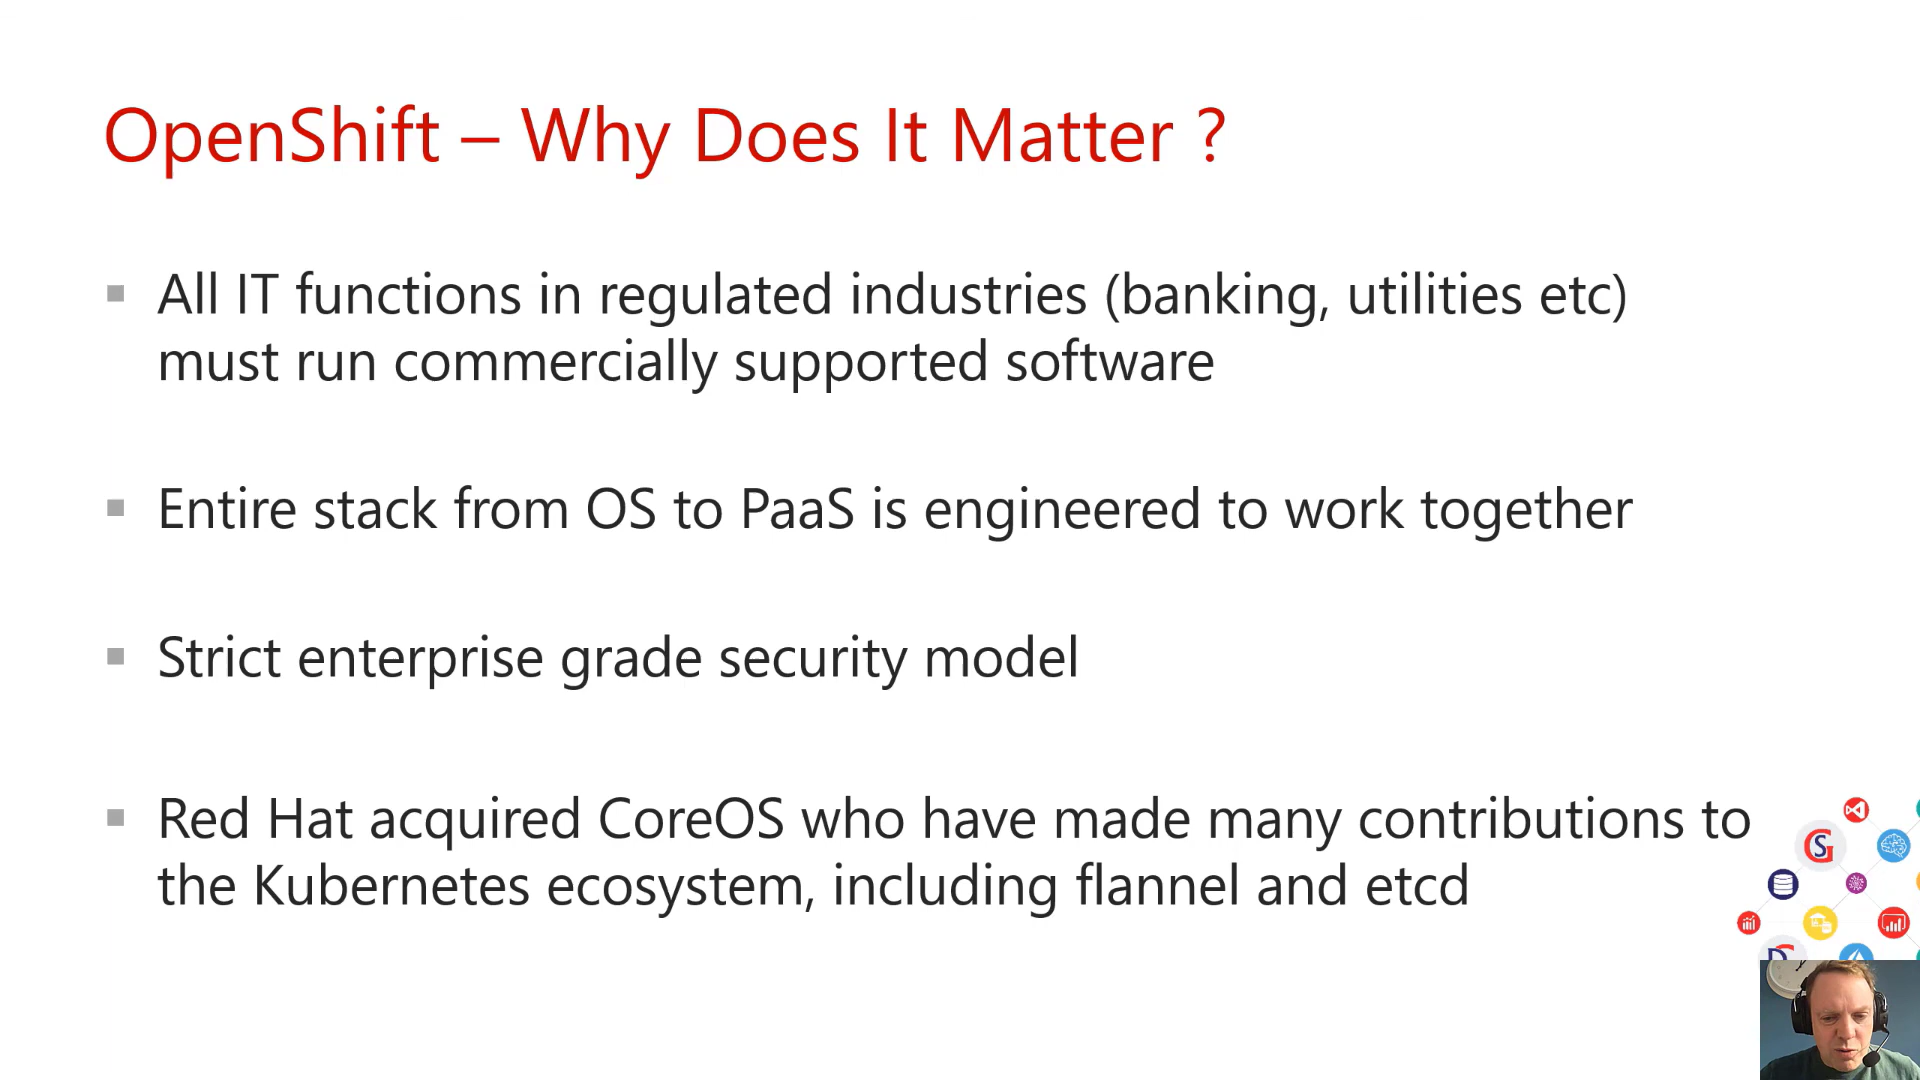 OpenShift – Why Does It Matter ?
All IT functions in regulated industries (banking, utilities etc)
must run commercially supported software
Entire stack from OS to PaaS is engineered to work together
Strict enterprise grade security model
Red Hat acquired CoreOS who have made many contributions to
the Kubernetes ecosystem, including flannel and etcd